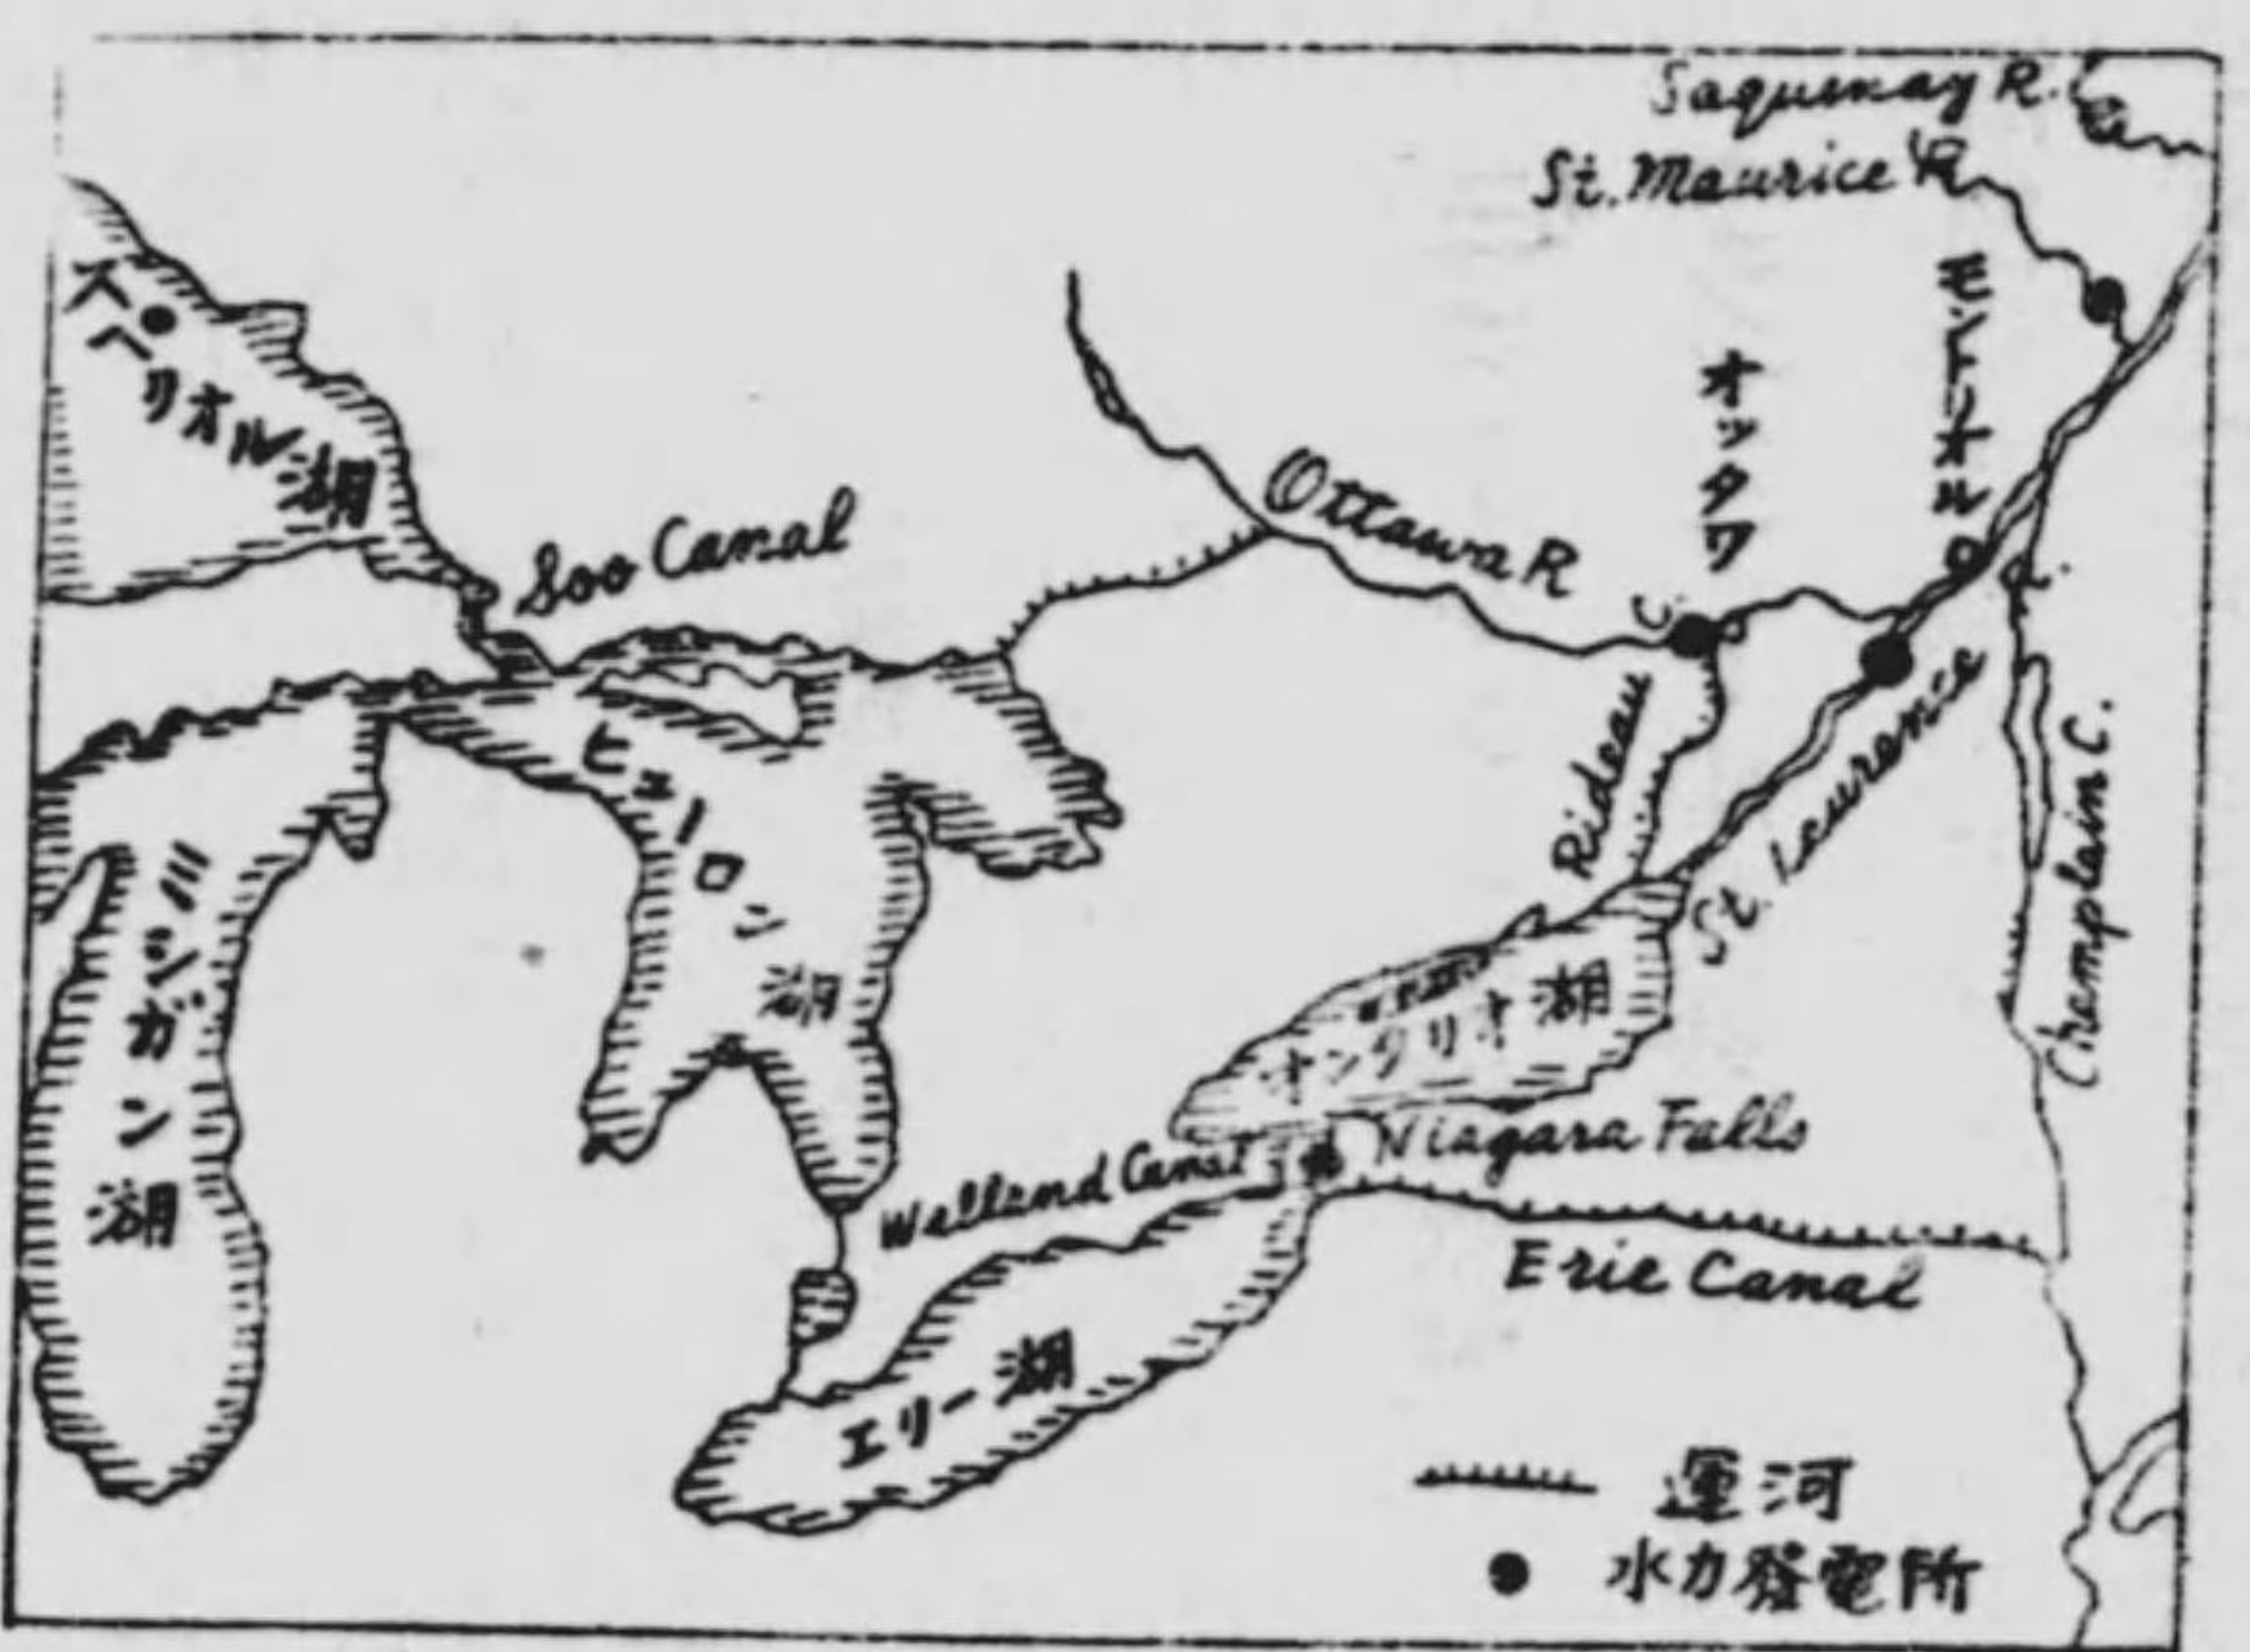 Saguenay R.
St. Maurice R.
スペリオル湖
モントリオル
オッタワ
Soo Canal
Ottawa R
C.
ヒューロン湖
Rideau
St. Lawrence
Champlain C.
ミシガン湖
オンタリオ湖
Niagara Falls
Welland Canal
Erie Canal
エリー湖
運河
水力発電所